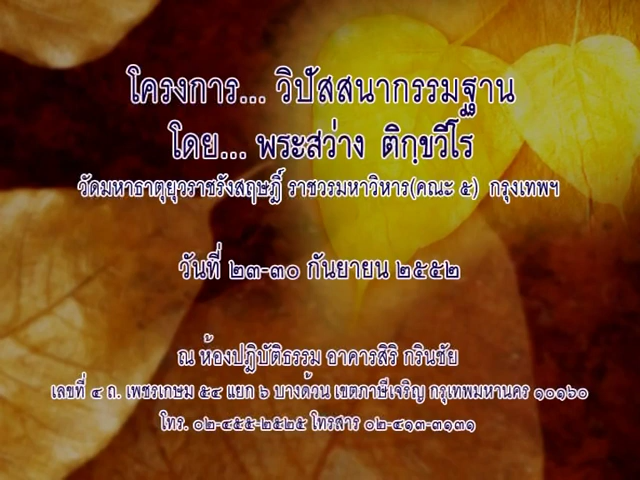 โครงการ... วิปัสสนากรรมฐาน
โดย... พระสว่าง ติกฺขวีโร
วัดมหาธาตุยุวราชรังสฤษฎิ์ ราชวรมหาวิหาร(คณะ ๕) กรุงเทพฯ
วันที่ ๒๓-๓๐ กันยายน ๒๕๕๒
ณ ห้องปฎิบัติธรรม อาคารสิริ กรินชัย
เลขที่ ๔ ถ. เพชรเกษม ๕๔ แยก ๖ บางด้วน เขตภาษีเจริญ กรุเทพมหานคร ๑๐๑๖๐
โทร. ๐๒-๔๕๕-๒๕๒๕ โทรสาร ๐๒-๔๑๓-๓๑๓๑